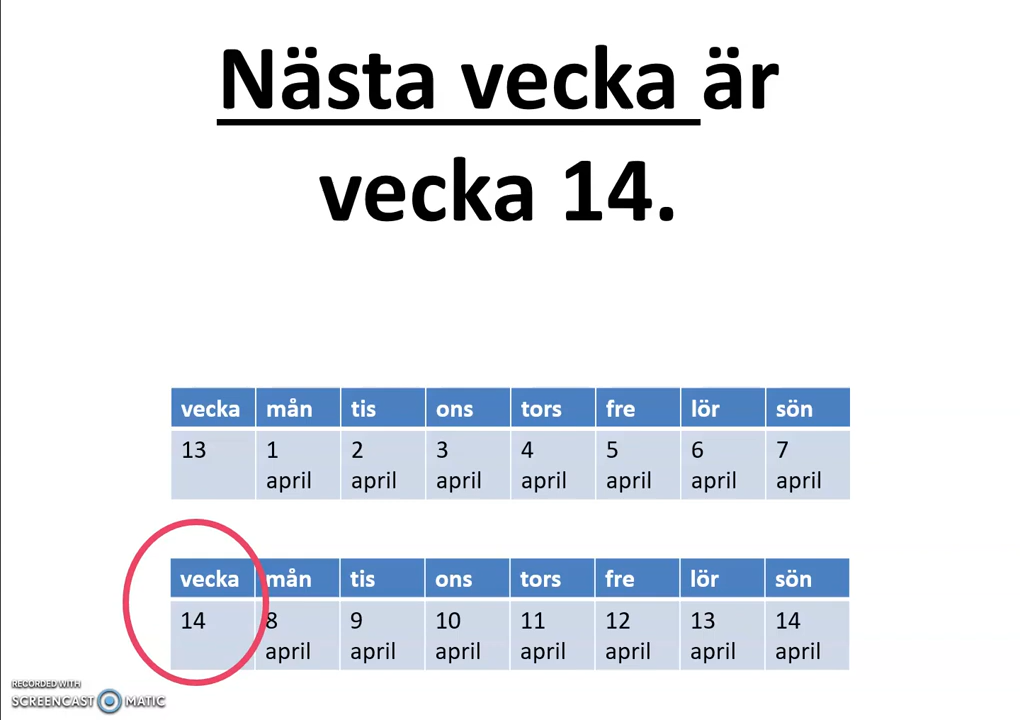 Nästa vecka är
vecka 14.
vecka mån tis ons tors fre lör sön
13 1 2 3 4 5 6 7
april april april april april april april
vecka mån tis ons tors fre lör sön
14 8 9 10 11 12 13 14
april april april april april april april
RECORDED WITH
SCREENCAST MATIC